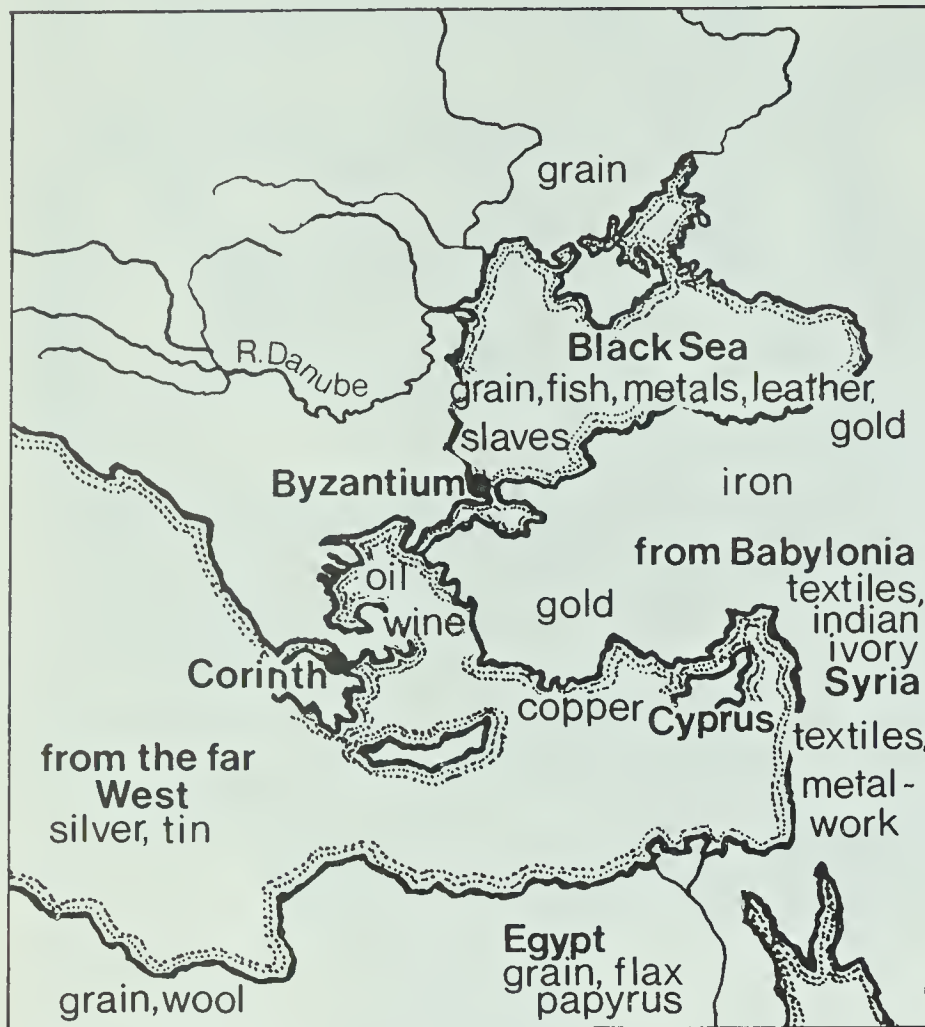 grain
R.Danube
Black Sea
grain, fish, metals, leather,
slaves
gold
Byzantium
iron
from Babylonia
textiles,
indian
ivory
oil
wine
gold
Corinth
Syria
copper
Cyprus
textiles,
metal-
work
from the far
West
silver, tin
Egypt
grain, flax
papyrus
grain, wool